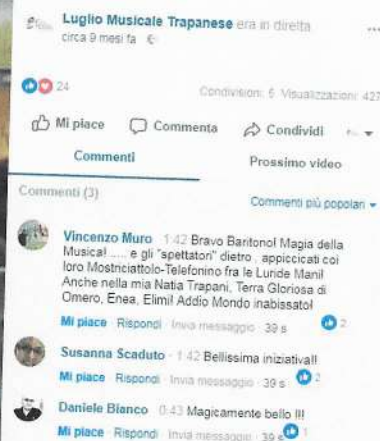 Luglio Musicale Trapanese era in diretta
circa 9 mesi fa
24
Condivisioni: 6 Visualizzazioni: 427
Mi piace Commenta Condividi
Commenti Prossimo video
Commenti (3)
Commenti più popolari
Vincenzo Muro · 1:42 Bravo Baritono! Magia della
Musica!...... e gli "spettatori" dietro , appiccicati coi
loro Mostriciattolo-Telefonino fra le Luride Mani!
Anche nella mia Natia Trapani, Terra Gloriosa di
Omero, Enea, Elimi! Addio Mondo inabissato!
Mi piace · Rispondi · Invia messaggio · 39 s 2
Susanna Scaduto · 1:42 Bellissima iniziativa!!
Mi piace · Rispondi · Invia messaggio · 39 s 2
Daniele Bianco · 0:43 Magicamente bello !!!
Mi piace · Rispondi · Invia messaggio · 39 s 1